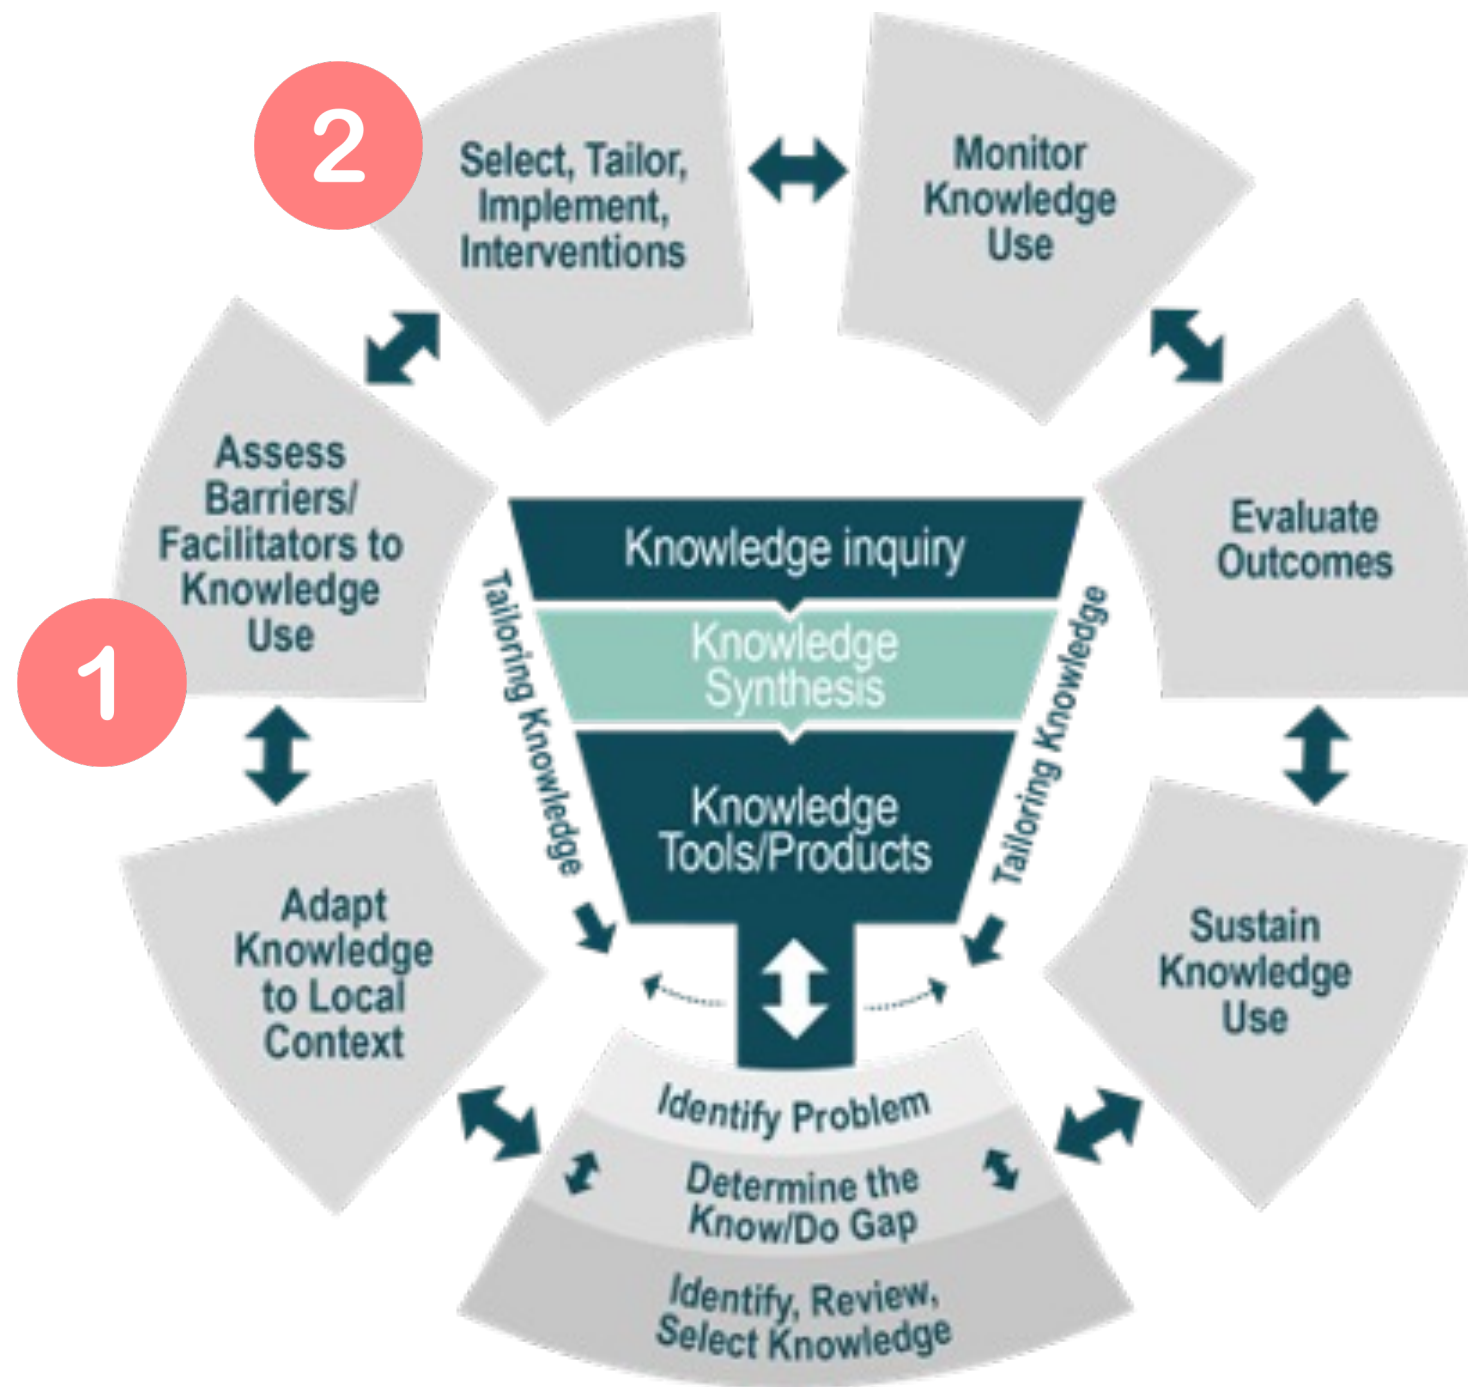 2
Select, Tailor,
Implement,
Interventions
Monitor
Knowledge
Use
1
Assess
Barriers/
Facilitators to
Knowledge
Use
Evaluate
Outcomes
Adapt
Knowledge
to Local
Context
Sustain
Knowledge
Use
Knowledge inquiry
Knowledge
Synthesis
Knowledge
Tools/Products
Tailoring Knowledge
Tailoring Knowledge
Identify Problem
Determine the
Know/Do Gap
Identify, Review,
Select Knowledge